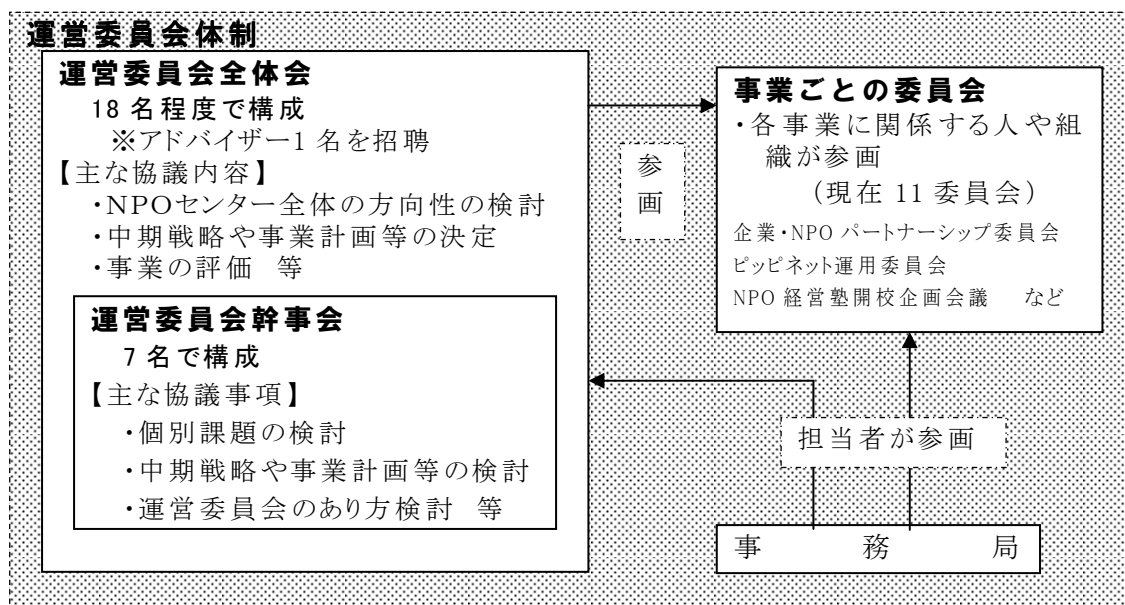 運営委員会体制
運営委員会全体会
18名程度で構成
※アドバイザー1名を招聘
【主な協議内容】
・NPOセンター全体の方向性の検討
・中期戦略や事業計画等の決定
・事業の評価 等
運営委員会幹事会
7名で構成
【主な協議事項】
・個別課題の検討
・中期戦略や事業計画等の検討
・運営委員会のあり方検討 等
参
画
事業ごとの委員会
・各事業に関係する人や組
織が参画
(現在11委員会)
企業・NPOパートナーシップ委員会
ピッピネット運用委員会
NPO経営塾開校企画会議 など
担当者が参画
事 務 局